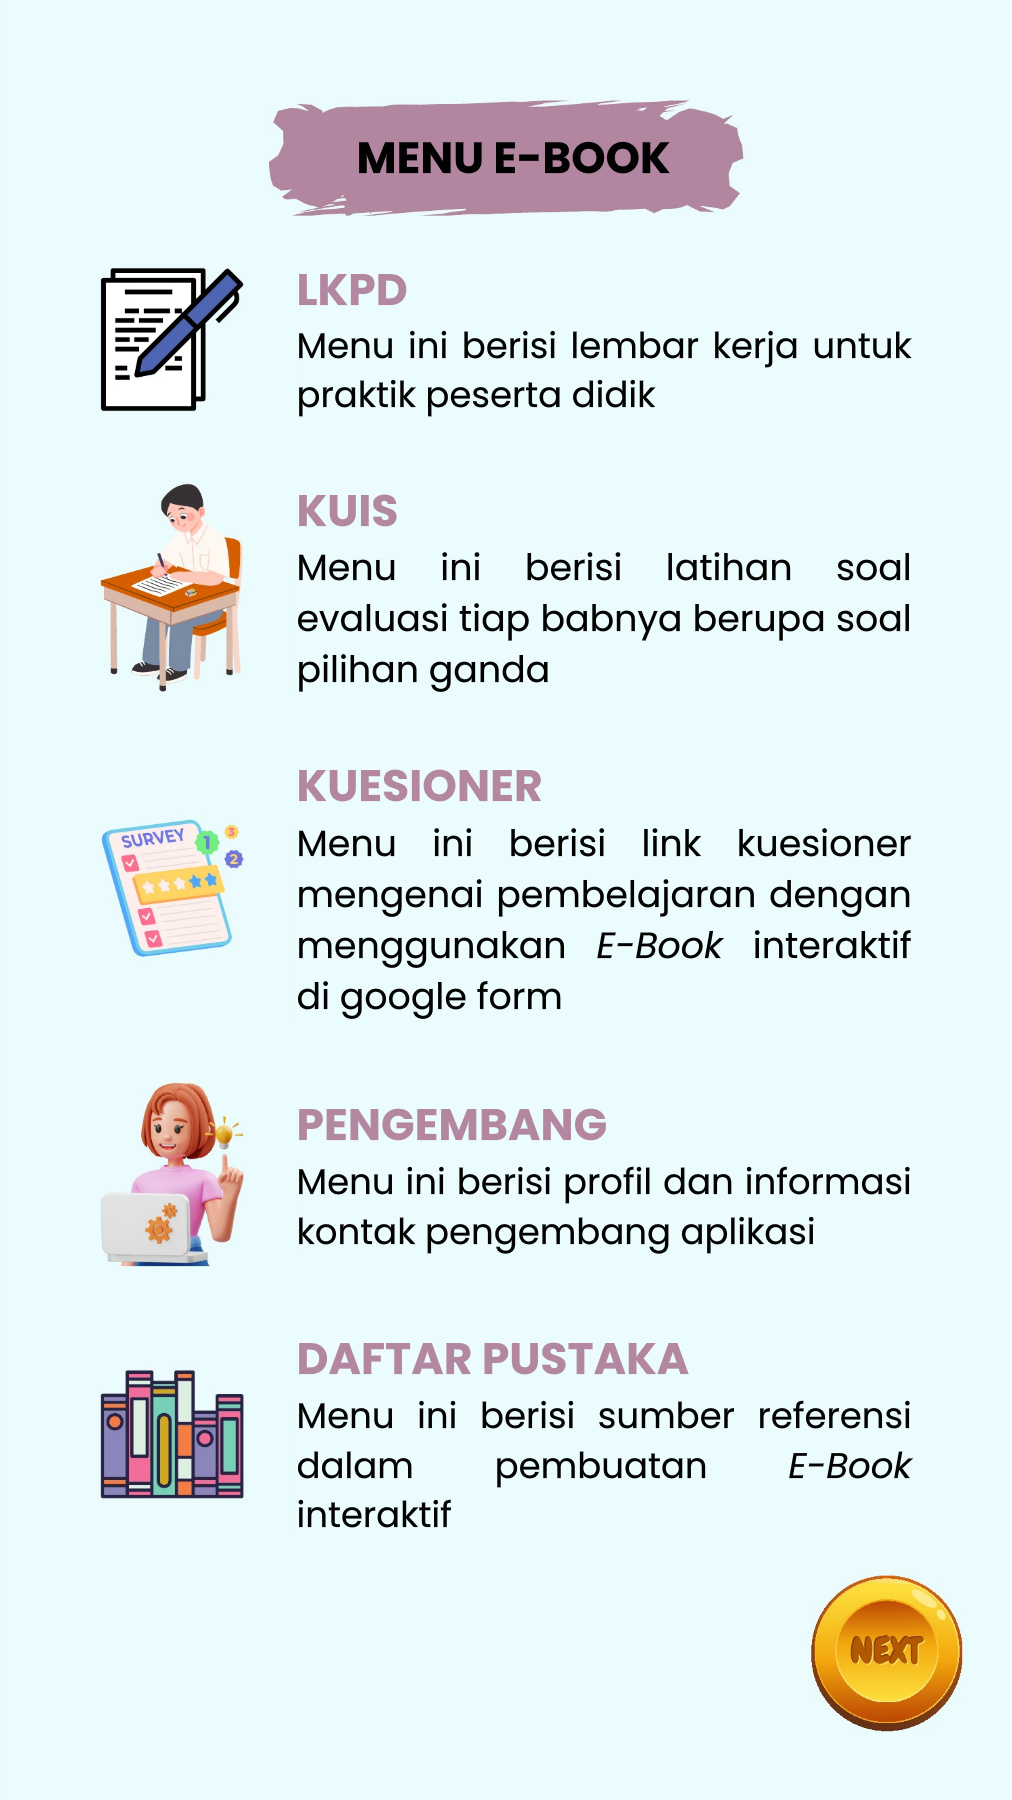 MENU E-BOOK
LKPD
Menu ini berisi lembar kerja untuk
praktik peserta didik
KUIS
Menu ini berisi latihan soal
evaluasi tiap babnya berupa soal
pilihan ganda
KUESIONER
SURVEY
1
3
2
Menu ini berisi link kuesioner
mengenai pembelajaran dengan
menggunakan E-Book interaktif
di google form
PENGEMBANG
Menu ini berisi profil dan informasi
kontak pengembang aplikasi
DAFTAR PUSTAKA
Menu ini berisi sumber referensi
dalam pembuatan E-Book
interaktif
NEXT